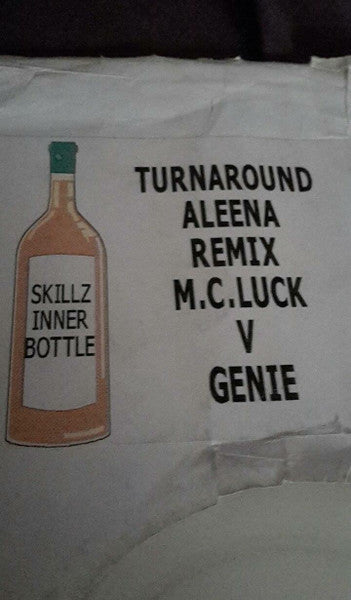 SKILLZ
INNER
BOTTLE
TURNAROUND
ALEENA
REMIX
M.C.LUCK
V
GENIE